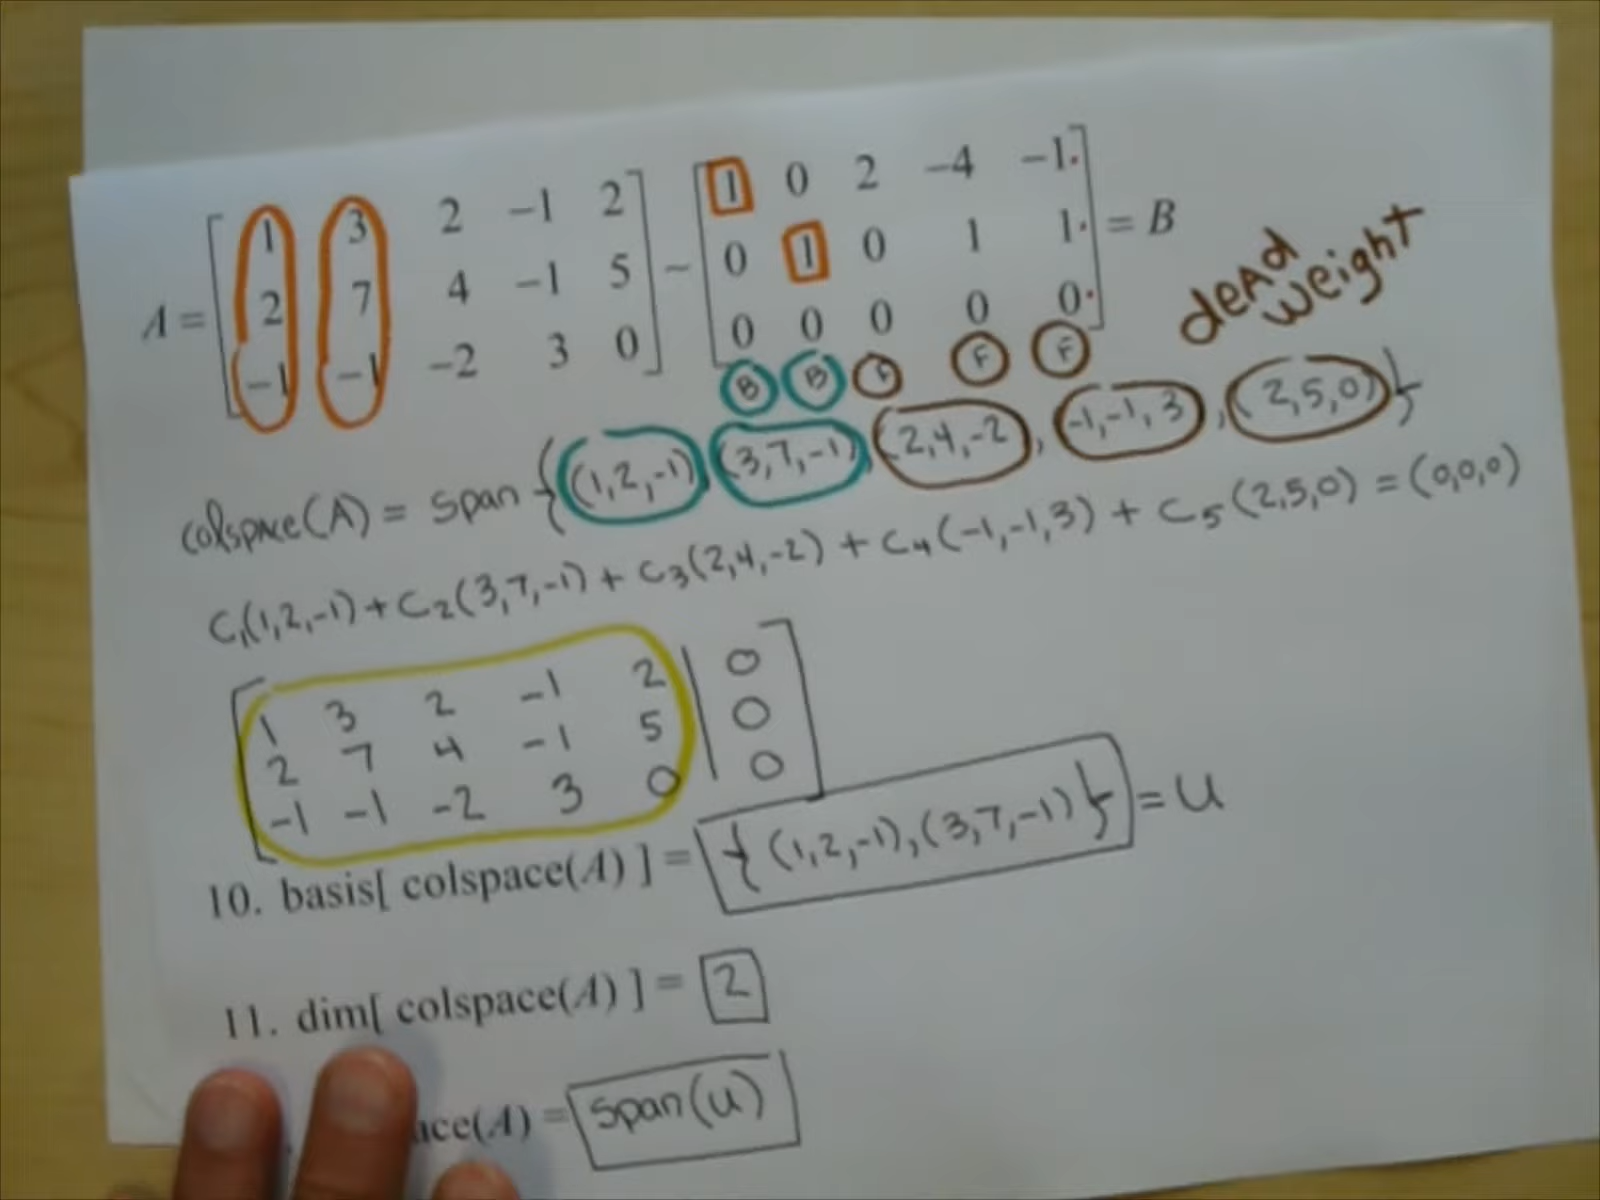 A = [ 1 3 2 -1 2 ] ~ [ 1 0 2 -4 -1 ] = B
2 7 4 -1 5   0 1 0 1 1
-1 -1 -2 3 0   0 0 0 0 0
dead weight
B B F F F
colspace(A) = span {(1,2,-1), (3,7,-1), (2,4,-2), (-1,-1,3), (2,5,0)}
C₁(1,2,-1) + C₂(3,7,-1) + C₃(2,4,-2) + C₄(-1,-1,3) + C₅(2,5,0) = (0,0,0)
[ 1 3 2 -1 2 | 0 ]
2 7 4 -1 5 | 0
-1 -1 -2 3 0 | 0
10. basis[ colspace(A) ] = {(1,2,-1),(3,7,-1)} = U
11. dim[ colspace(A) ] = 2
ace(A) = span(U)